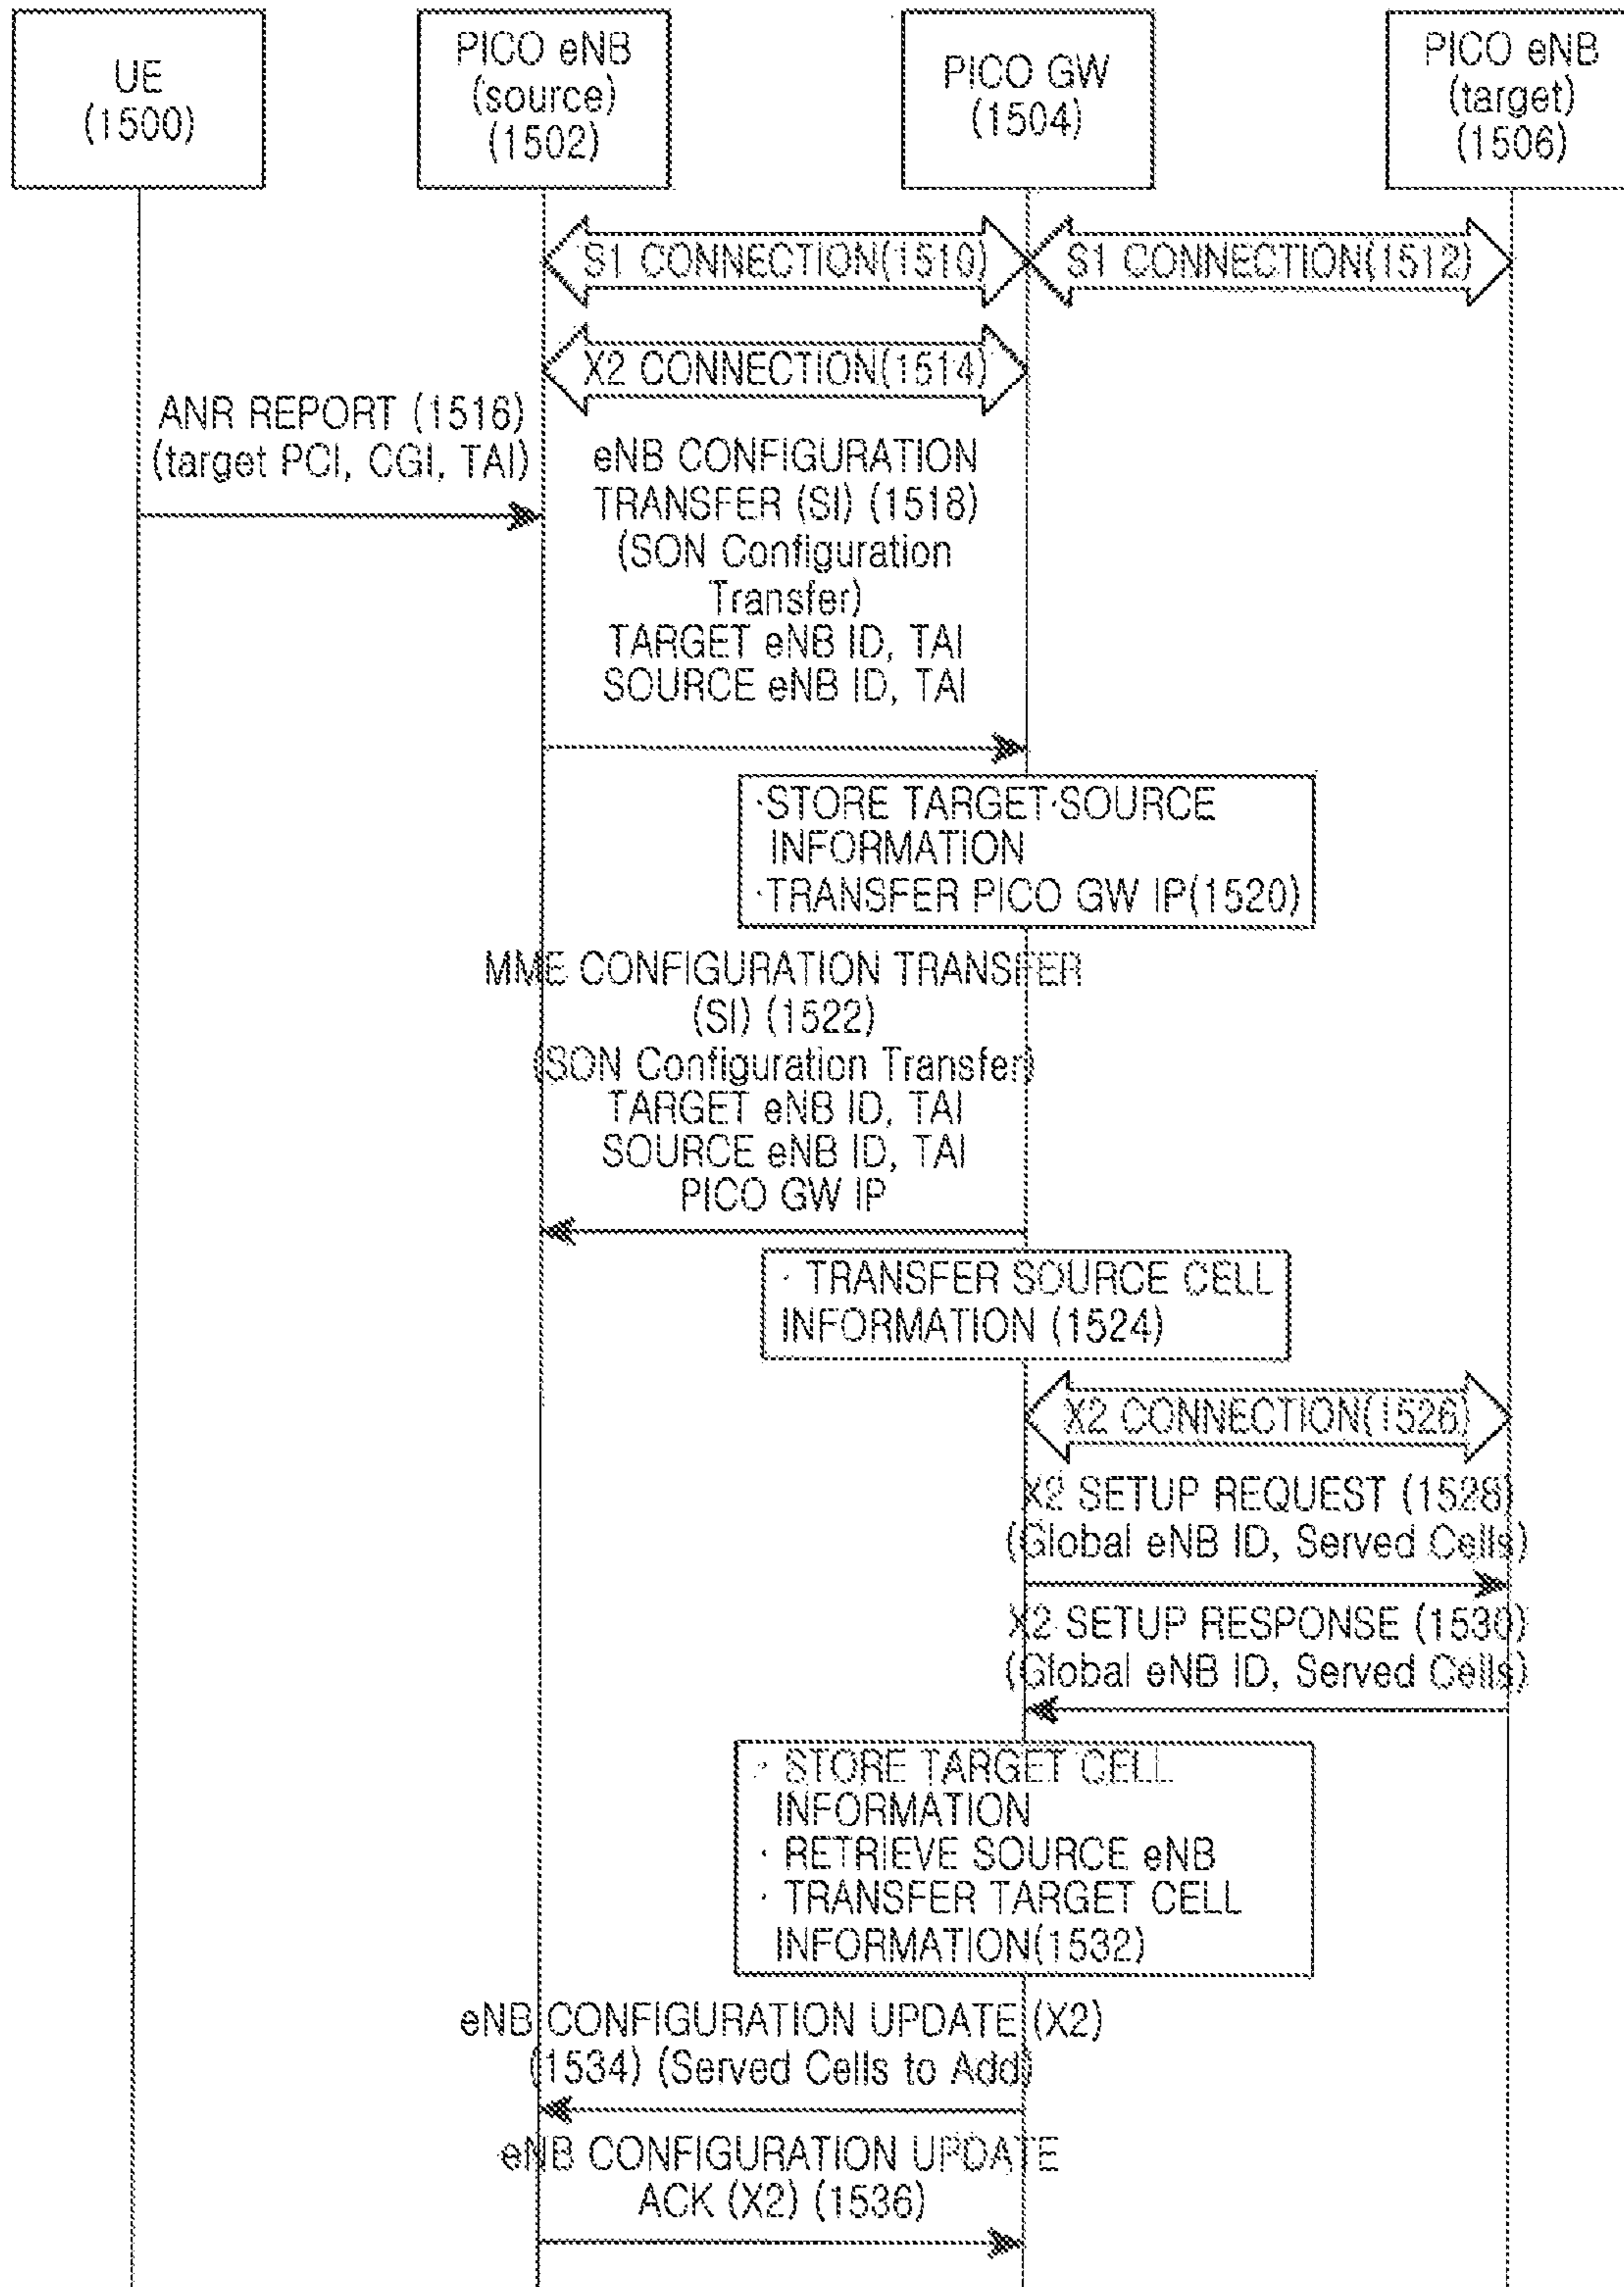 UE
(1500)
PICO eNB
(source)
(1502)
PICO GW
(1504)
PICO eNB
(target)
(1506)
S1 CONNECTION(1510)
S1 CONNECTION(1512)
X2 CONNECTION(1514)
ANR REPORT (1516)
(target PCI, CGI, TAI)
eNB CONFIGURATION
TRANSFER (SI) (1518)
(SON Configuration
Transfer)
TARGET eNB ID, TAI
SOURCE eNB ID, TAI
·STORE TARGET·SOURCE
INFORMATION
·TRANSFER PICO GW IP(1520)
MME CONFIGURATION TRANSFER
(SI) (1522)
(SON Configuration Transfer)
TARGET eNB ID, TAI
SOURCE eNB ID, TAI
PICO GW IP
· TRANSFER SOURCE CELL
INFORMATION (1524)
X2 CONNECTION(1526)
X2 SETUP REQUEST (1528)
(Global eNB ID, Served Cells)
X2 SETUP RESPONSE (1530)
(Global eNB ID, Served Cells)
· STORE TARGET CELL
INFORMATION
· RETRIEVE SOURCE eNB
· TRANSFER TARGET CELL
INFORMATION(1532)
eNB CONFIGURATION UPDATE (X2)
(1534) (Served Cells to Add)
eNB CONFIGURATION UPDATE
ACK (X2) (1536)